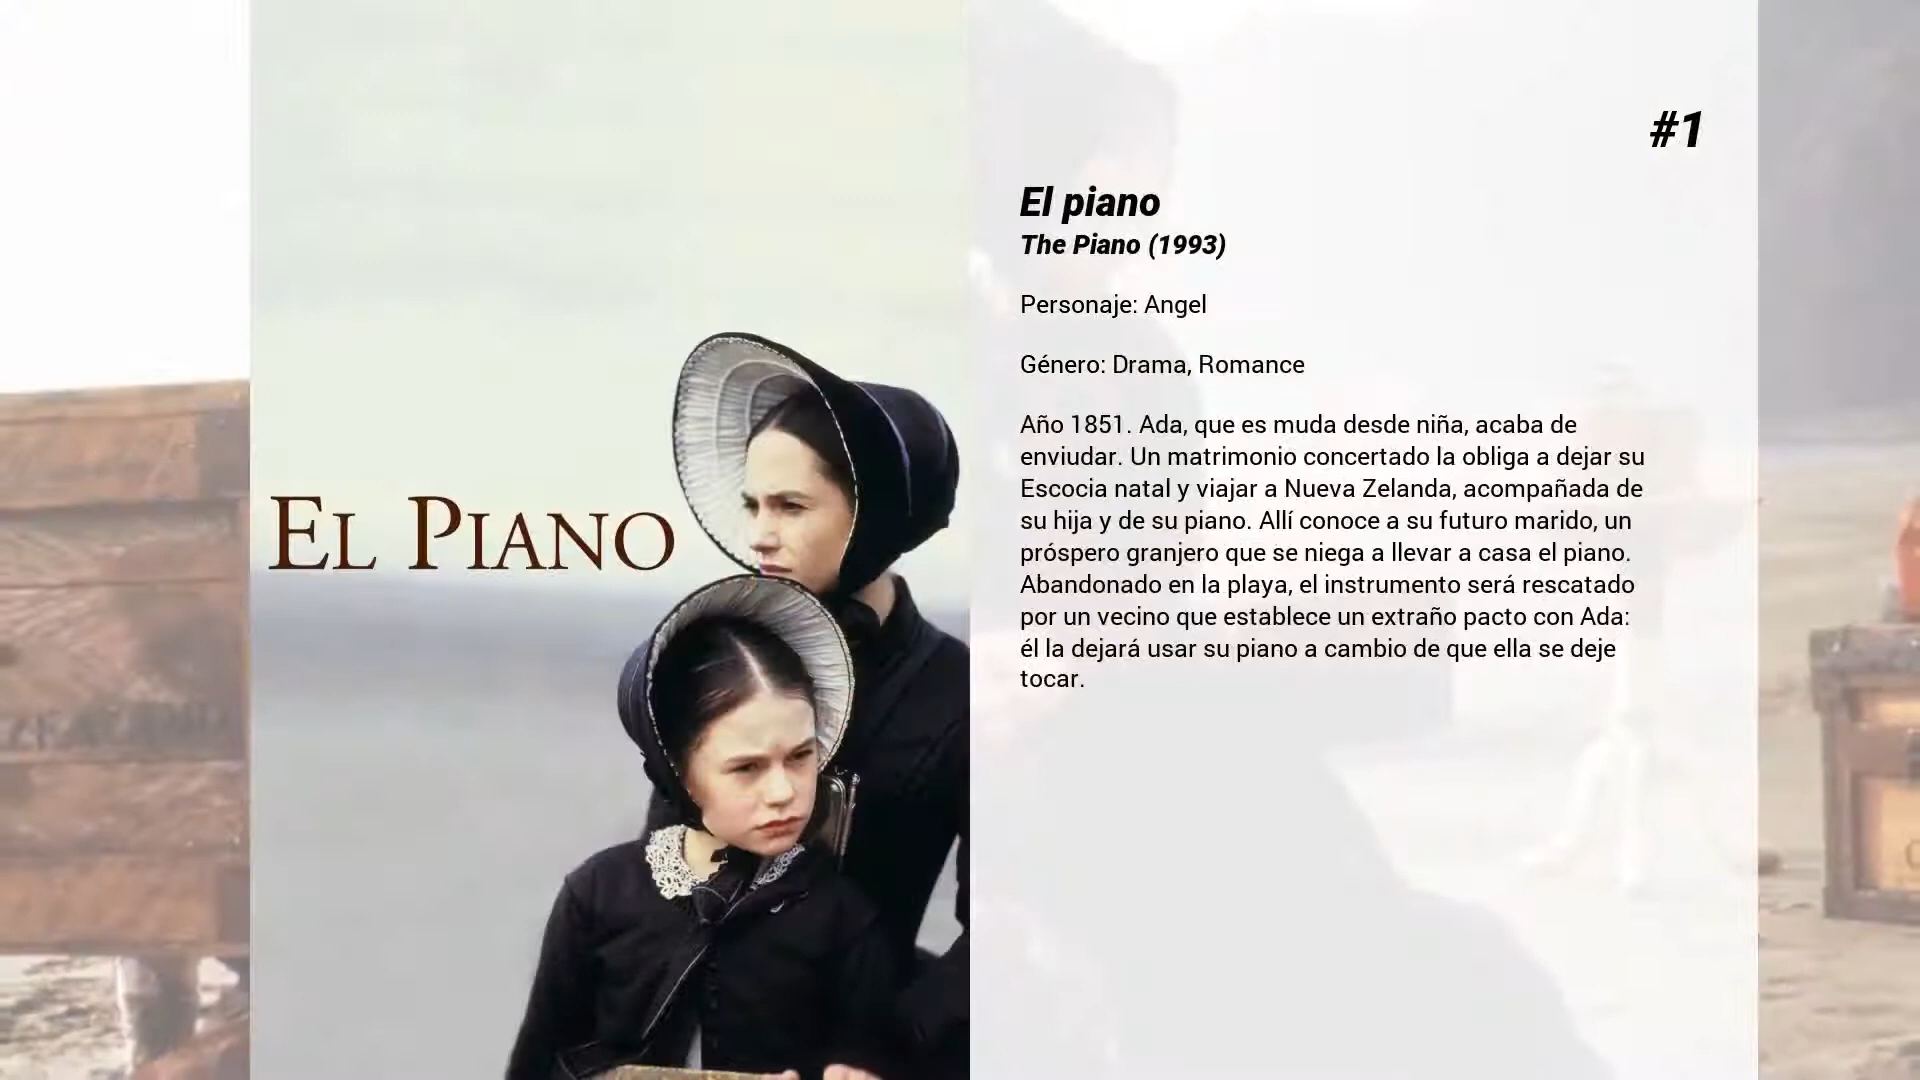 EL PIANO
#1
El piano
The Piano (1993)
Personaje: Angel
Género: Drama, Romance
Año 1851. Ada, que es muda desde niña, acaba de
enviudar. Un matrimonio concertado la obliga a dejar su
Escocia natal y viajar a Nueva Zelanda, acompañada de
su hija y de su piano. Allí conoce a su futuro marido, un
próspero granjero que se niega a llevar a casa el piano.
Abandonado en la playa, el instrumento será rescatado
por un vecino que establece un extraño pacto con Ada:
él la dejará usar su piano a cambio de que ella se deje
tocar.